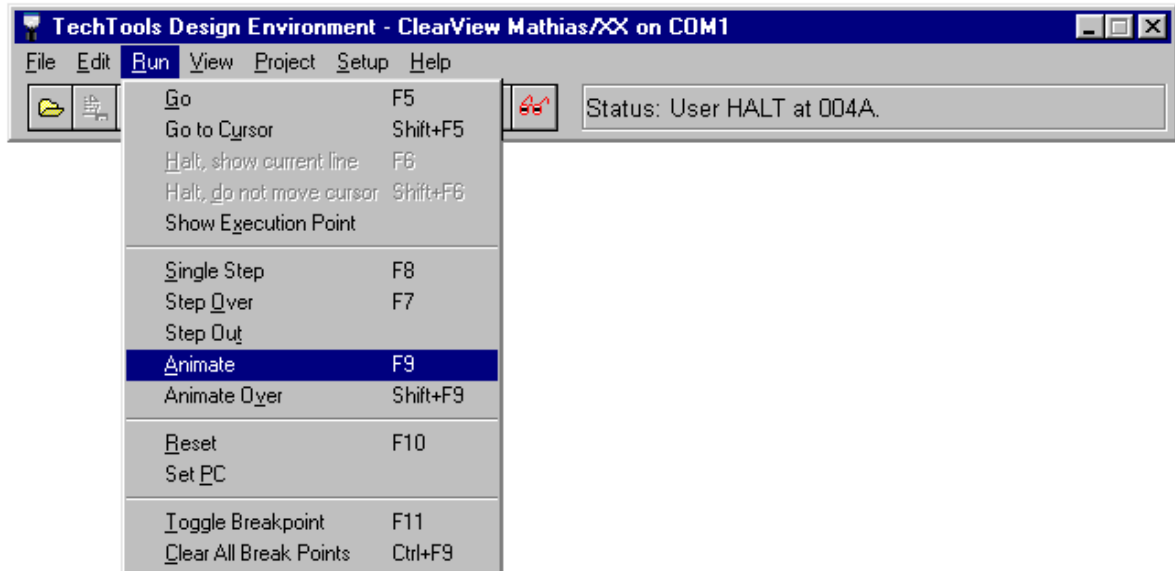 TechTools Design Environment - ClearView Mathias/XX on COM1
File Edit Run View Project Setup Help
Status: User HALT at 004A.
Go F5
Go to Cursor Shift+F5
Halt, show current line F6
Halt, do not move cursor Shift+F6
Show Execution Point
Single Step F8
Step Over F7
Step Out
Animate F9
Animate Over Shift+F9
Reset F10
Set PC
Toggle Breakpoint F11
Clear All Break Points Ctrl+F9